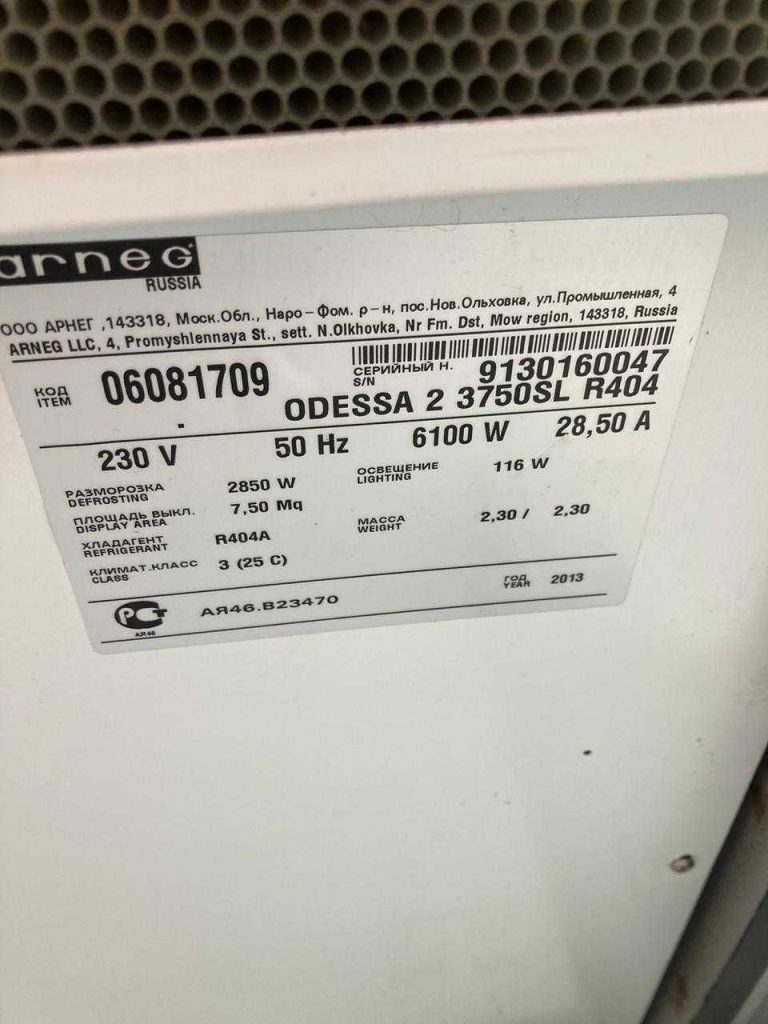 arneg
RUSSIA
ООО АРНЕГ ,143318, Моск.Обл., Наро-Фом. р-н, пос.Нов.Ольховка, ул.Промышленная, 4
ARNEG LLC, 4, Promyshlennaya St., sett. N.Olkhovka, Nr Fm. Dst, Mow region, 143318, Russia
КОД
ITEM
06081709
СЕРИЙНЫЙ Н.
S/N
9130160047
ODESSA 2 3750SL R404
230 V 50 Hz 6100 W 28,50 A
РАЗМОРОЗКА
DEFROSTING
2850 W
ОСВЕЩЕНИЕ
LIGHTING
116 W
ПЛОЩАДЬ ВЫКЛ.
DISPLAY AREA
7,50 Mq
МАССА
WEIGHT
2,30 / 2,30
ХЛАДАГЕНТ
REFRIGERANT
R404A
КЛИМАТ.КЛАСС
CLASS
3 (25 C)
РСТ
АЯ46
АЯ46.В23470
ГОД
YEAR
2013